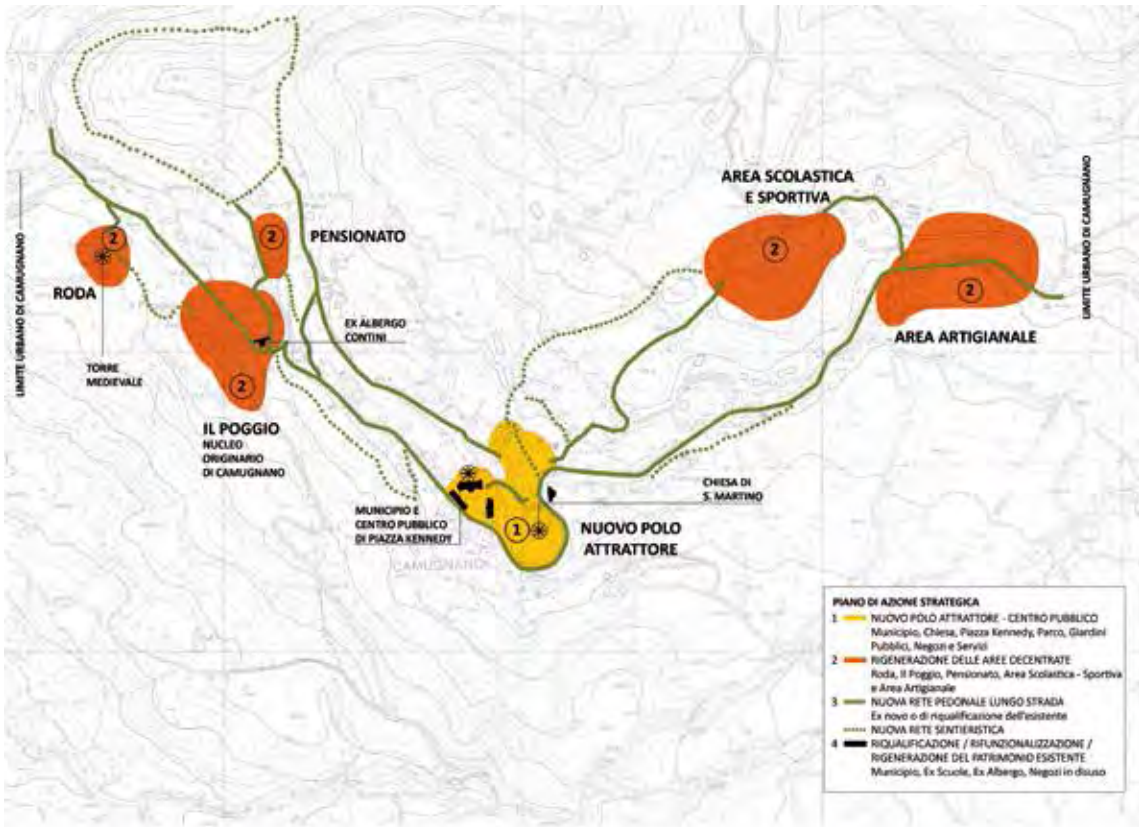 AREA SCOLASTICA
E SPORTIVA
LIMITE URBANO DI CAMUGNANO
LIMITE URBANO DI CAMUGNANO
2
2
PENSIONATO
2
RODA
2
AREA ARTIGIANALE
EX ALBERGO
CONTINI
TORRE
MEDIEVALE
2
IL POGGIO
NUCLEO
ORIGINARIO
DI CAMUGNANO
CHIESA DI
S. MARTINO
MUNICIPIO E
CENTRO PUBBLICO
DI PIAZZA KENNEDY
1
NUOVO POLO
ATTRATTORE
CAMUGNANO
PIANO DI AZIONE STRATEGICA
1 NUOVO POLO ATTRATTORE - CENTRO PUBBLICO
Municipio, Chiesa, Piazza Kennedy, Parco, Giardini
Pubblici, Negozi e Servizi
2 RIGENERAZIONE DELLE AREE DECENTRATE
Roda, Il Poggio, Pensionato, Area Scolastica - Sportiva
e Area Artigianale
3 NUOVA RETE PEDONALE LUNGO STRADA
Ex novo o di riqualificazione dell'esistente
NUOVA RETE SENTIERISTICA
4 RIQUALIFICAZIONE / RIFUNZIONALIZZAZIONE /
RIGENERAZIONE DEL PATRIMONIO ESISTENTE
Municipio, Ex Scuole, Ex Albergo, Negozi in disuso